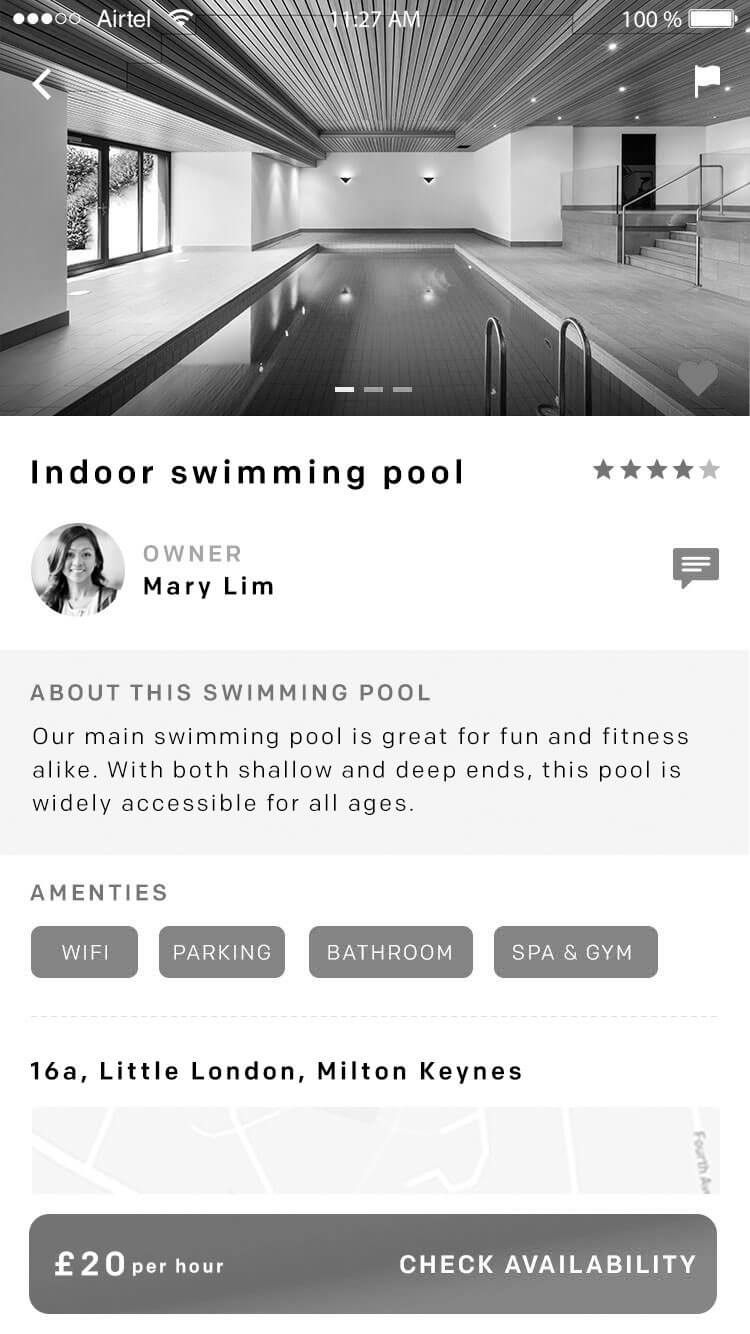 Airtel 11:27 AM 100 %
Indoor swimming pool
OWNER
Mary Lim
ABOUT THIS SWIMMING POOL
Our main swimming pool is great for fun and fitness
alike. With both shallow and deep ends, this pool is
widely accessible for all ages.
AMENTIES
WIFI PARKING BATHROOM SPA & GYM
16a, Little London, Milton Keynes
Fourth
£20 per hour CHECK AVAILABILITY